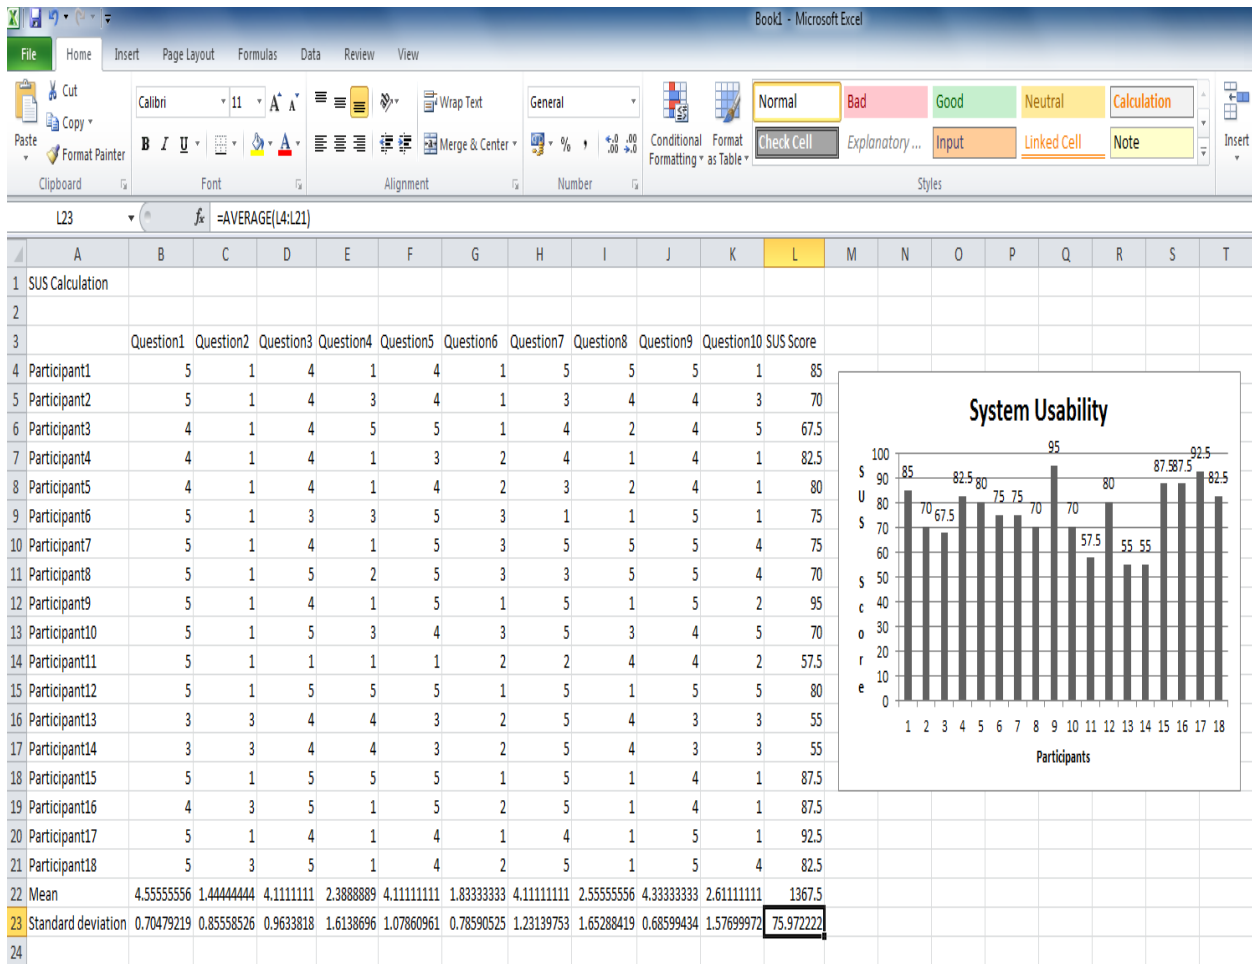 Book1 - Microsoft Excel
File Home Insert Page Layout Formulas Data Review View
Paste
Cut
Copy
Format Painter
Clipboard
Calibri 11 A A
B I U A
Font
Wrap Text
Merge & Center
Alignment
General
% , .0 .00 .00 .0
Number
Conditional Formatting
Format as Table
Normal Bad Good Neutral Calculation
Check Cell Explanatory ... Input Linked Cell Note
Styles
Insert
L23 fx =AVERAGE(L4:L21)
A B C D E F G H I J K L M N O P Q R S T
1 SUS Calculation
2
3 Question1 Question2 Question3 Question4 Question5 Question6 Question7 Question8 Question9 Question10 SUS Score
4 Participant1 5 1 4 1 4 1 5 5 5 1 85
5 Participant2 5 1 4 3 4 1 3 4 4 3 70
6 Participant3 4 1 4 5 5 1 4 2 4 5 67.5
7 Participant4 4 1 4 1 3 2 4 1 4 1 82.5
8 Participant5 4 1 4 1 4 2 3 2 4 1 80
9 Participant6 5 1 3 3 5 3 1 1 5 1 75
10 Participant7 5 1 4 1 5 3 5 5 5 4 75
11 Participant8 5 1 5 2 5 3 3 5 5 4 70
12 Participant9 5 1 4 1 5 1 5 1 5 2 95
13 Participant10 5 1 5 3 4 3 5 3 4 5 70
14 Participant11 5 1 1 1 1 2 2 4 4 2 57.5
15 Participant12 5 1 5 5 5 1 5 1 5 5 80
16 Participant13 3 3 4 4 3 2 5 4 3 3 55
17 Participant14 3 3 4 4 3 2 5 4 3 3 55
18 Participant15 5 1 5 5 5 1 5 1 4 1 87.5
19 Participant16 4 3 5 1 5 2 5 1 4 1 87.5
20 Participant17 5 1 4 1 4 1 4 1 5 1 92.5
21 Participant18 5 3 5 1 4 2 5 1 5 4 82.5
22 Mean 4.55555556 1.44444444 4.1111111 2.3888889 4.11111111 1.83333333 4.11111111 2.55555556 4.33333333 2.61111111 1367.5
23 Standard deviation 0.70479219 0.85558526 0.9633818 1.6138696 1.07860961 0.78590525 1.23139753 1.65288419 0.68599434 1.57699972 75.972222
24
System Usability
SUS Score
100
90
80
70
60
50
40
30
20
10
0
85 70 67.5 82.5 80 75 75 70 95 70 57.5 80 55 55 87.5 87.5 92.5 82.5
1 2 3 4 5 6 7 8 9 10 11 12 13 14 15 16 17 18
Participants